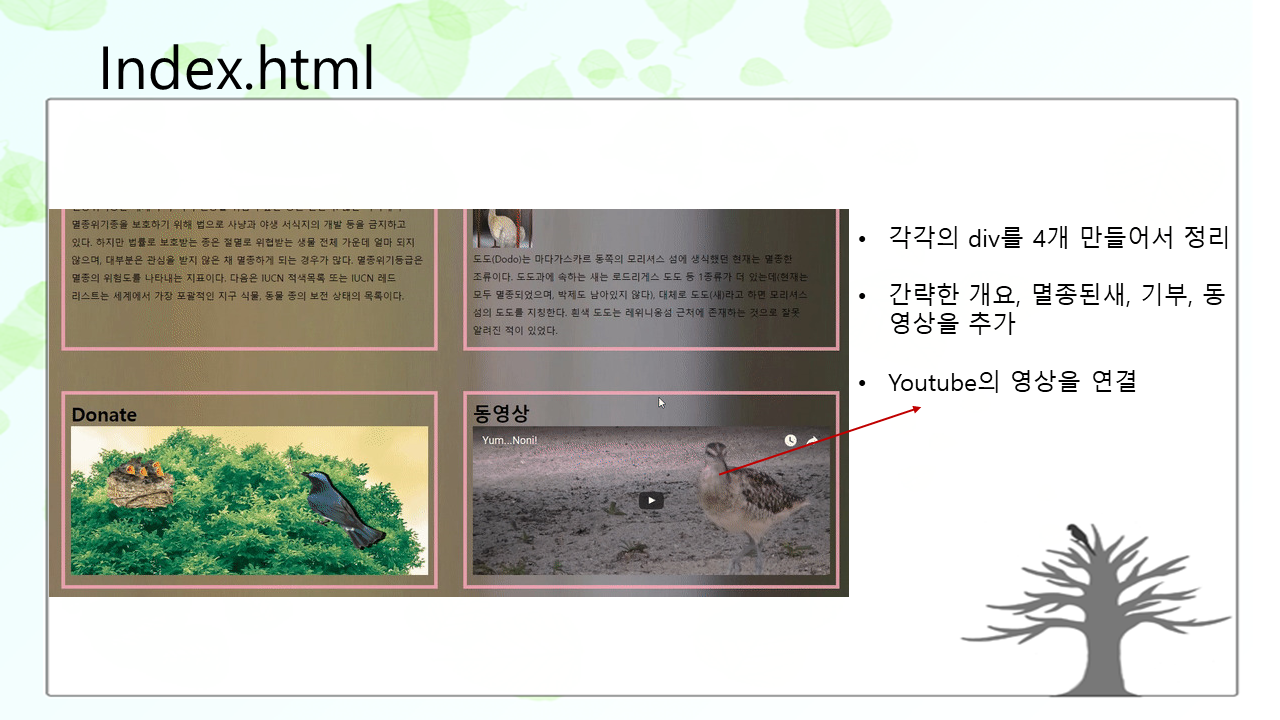 Index.html
멸종위기종을 보호하기 위해 법으로 사냥과 야생 서식지의 개발 등을 금지하고
있다. 하지만 법률로 보호받는 종은 절멸로 위협받는 생물 전체 가운데 얼마 되지
않으며, 대부분은 관심을 받지 않은 채 멸종하게 되는 경우가 많다. 멸종위기등급은
멸종의 위험도를 나타내는 지표이다. 다음은 IUCN 적색목록 또는 IUCN 레드
리스트는 세계에서 가장 포괄적인 지구 식물, 동물 종의 보전 상태의 목록이다.
도도(Dodo)는 마다가스카르 동쪽의 모리셔스 섬에 생식했던 현재는 멸종한
조류이다. 도도과에 속하는 새는 로드리게스 도도 등 1종류가 더 있는데(현재는
모두 멸종되었으며, 박제도 남아있지 않다), 대체로 도도(새)라고 하면 모리셔스
섬의 도도를 지칭한다. 흰색 도도는 레위니옹섬 근처에 존재하는 것으로 잘못
알려진 적이 있었다.
Donate
동영상
Yum...Noni!
• 각각의 div를 4개 만들어서 정리
• 간략한 개요, 멸종된새, 기부, 동
영상을 추가
• Youtube의 영상을 연결